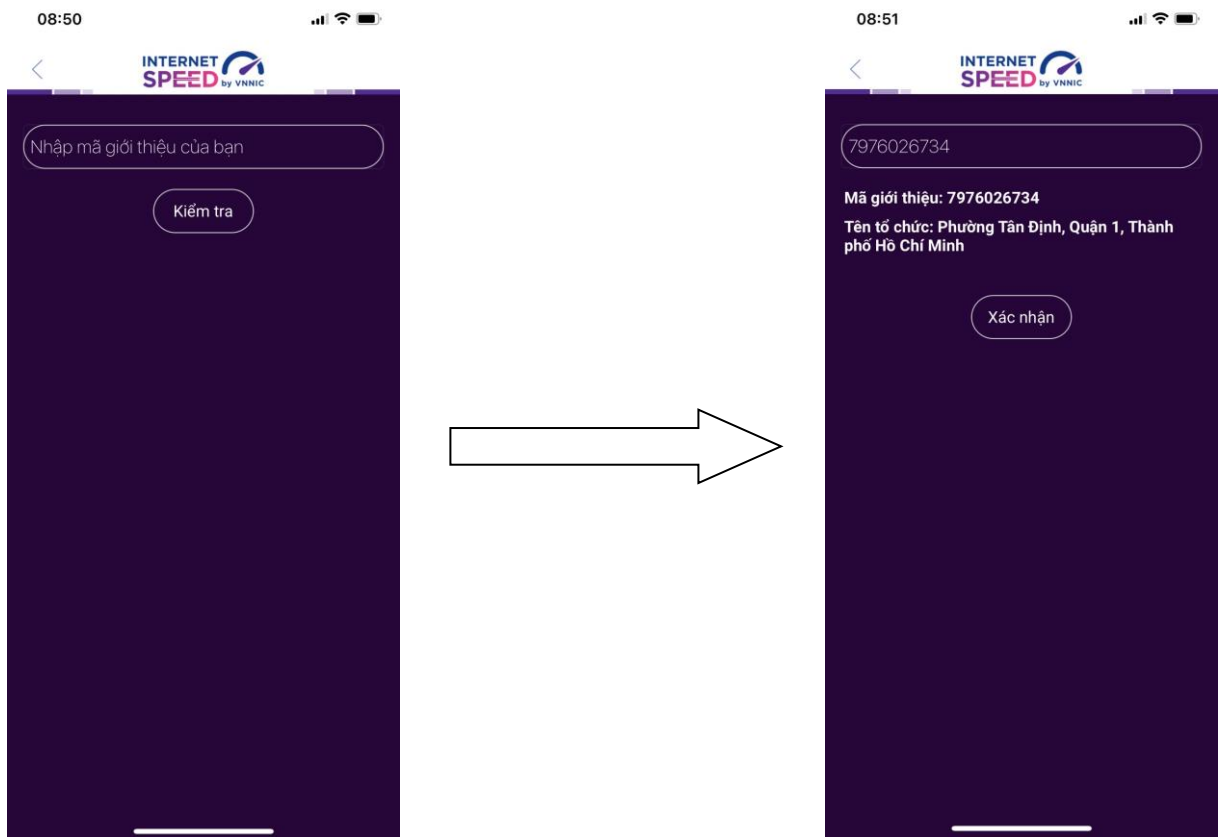 08:50
INTERNET
SPEED by VNNIC
Nhập mã giới thiệu của bạn
Kiểm tra
08:51
INTERNET
SPEED by VNNIC
7976026734
Mã giới thiệu: 7976026734
Tên tổ chức: Phường Tân Định, Quận 1, Thành
phố Hồ Chí Minh
Xác nhận